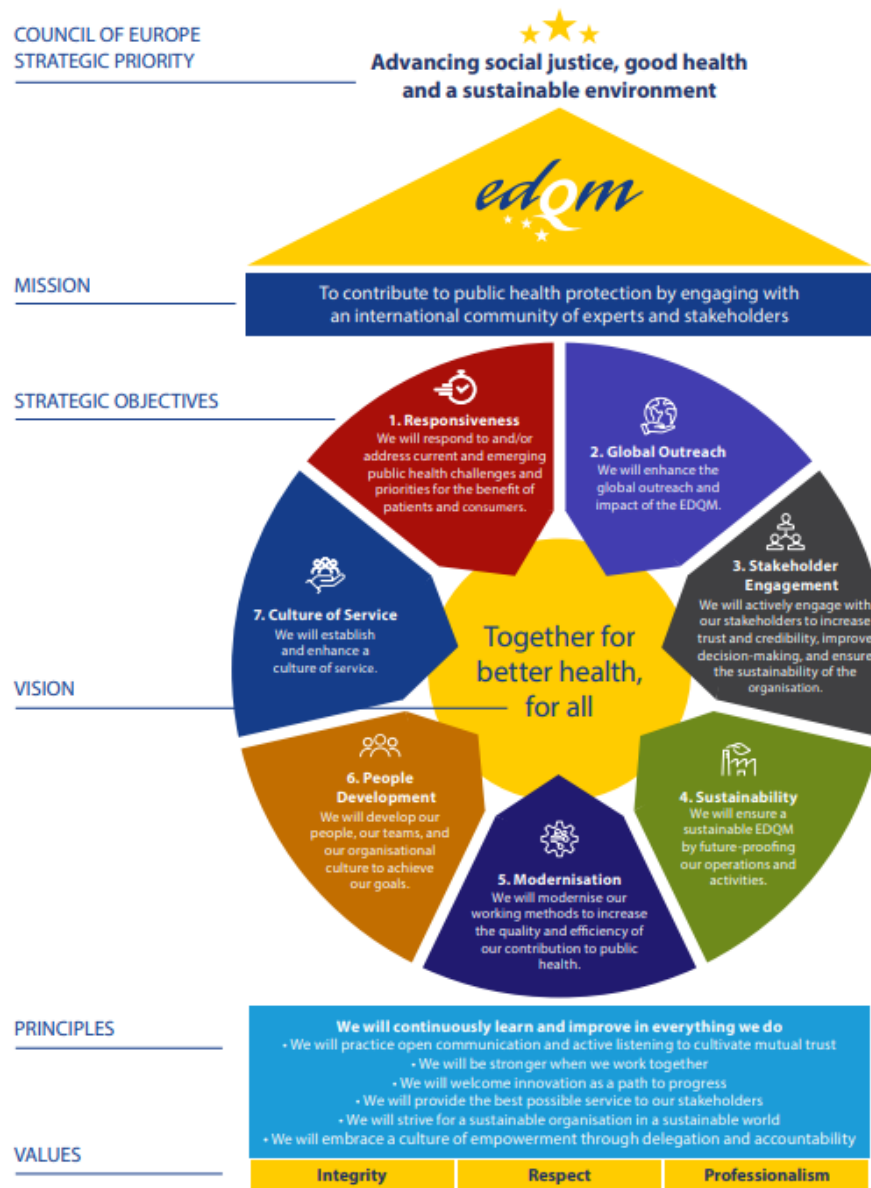 COUNCIL OF EUROPE
STRATEGIC PRIORITY
Advancing social justice, good health
and a sustainable environment
edQm
MISSION
To contribute to public health protection by engaging with
an international community of experts and stakeholders
STRATEGIC OBJECTIVES
1. Responsiveness
We will respond to and/or
address current and emerging
public health challenges and
priorities for the benefit of
patients and consumers.
2. Global Outreach
We will enhance the
global outreach and
impact of the EDQM.
3. Stakeholder
Engagement
We will actively engage with
our stakeholders to increase
trust and credibility, improve
decision-making, and ensure
the sustainability of the
organisation.
4. Sustainability
We will ensure a
sustainable EDQM
by future-proofing
our operations and
activities.
5. Modernisation
We will modernise our
working methods to increase
the quality and efficiency of
our contribution to public
health.
6. People
Development
We will develop our
people, our teams, and
our organisational
culture to achieve
our goals.
7. Culture of Service
We will establish
and enhance a
culture of service.
VISION
Together for
better health,
for all
PRINCIPLES
We will continuously learn and improve in everything we do
• We will practice open communication and active listening to cultivate mutual trust
• We will be stronger when we work together
• We will welcome innovation as a path to progress
• We will provide the best possible service to our stakeholders
• We will strive for a sustainable organisation in a sustainable world
• We will embrace a culture of empowerment through delegation and accountability
VALUES
Integrity
Respect
Professionalism